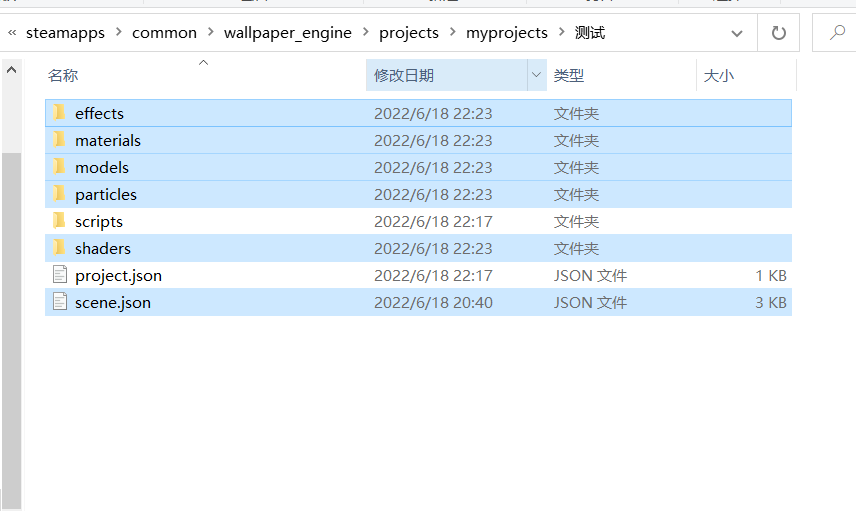 « steamapps > common > wallpaper_engine > projects > myprojects > 测试
名称 修改日期 类型 大小
effects 2022/6/18 22:23 文件夹
materials 2022/6/18 22:23 文件夹
models 2022/6/18 22:23 文件夹
particles 2022/6/18 22:23 文件夹
scripts 2022/6/18 22:17 文件夹
shaders 2022/6/18 22:23 文件夹
project.json 2022/6/18 22:17 JSON 文件 1 KB
scene.json 2022/6/18 20:40 JSON 文件 3 KB